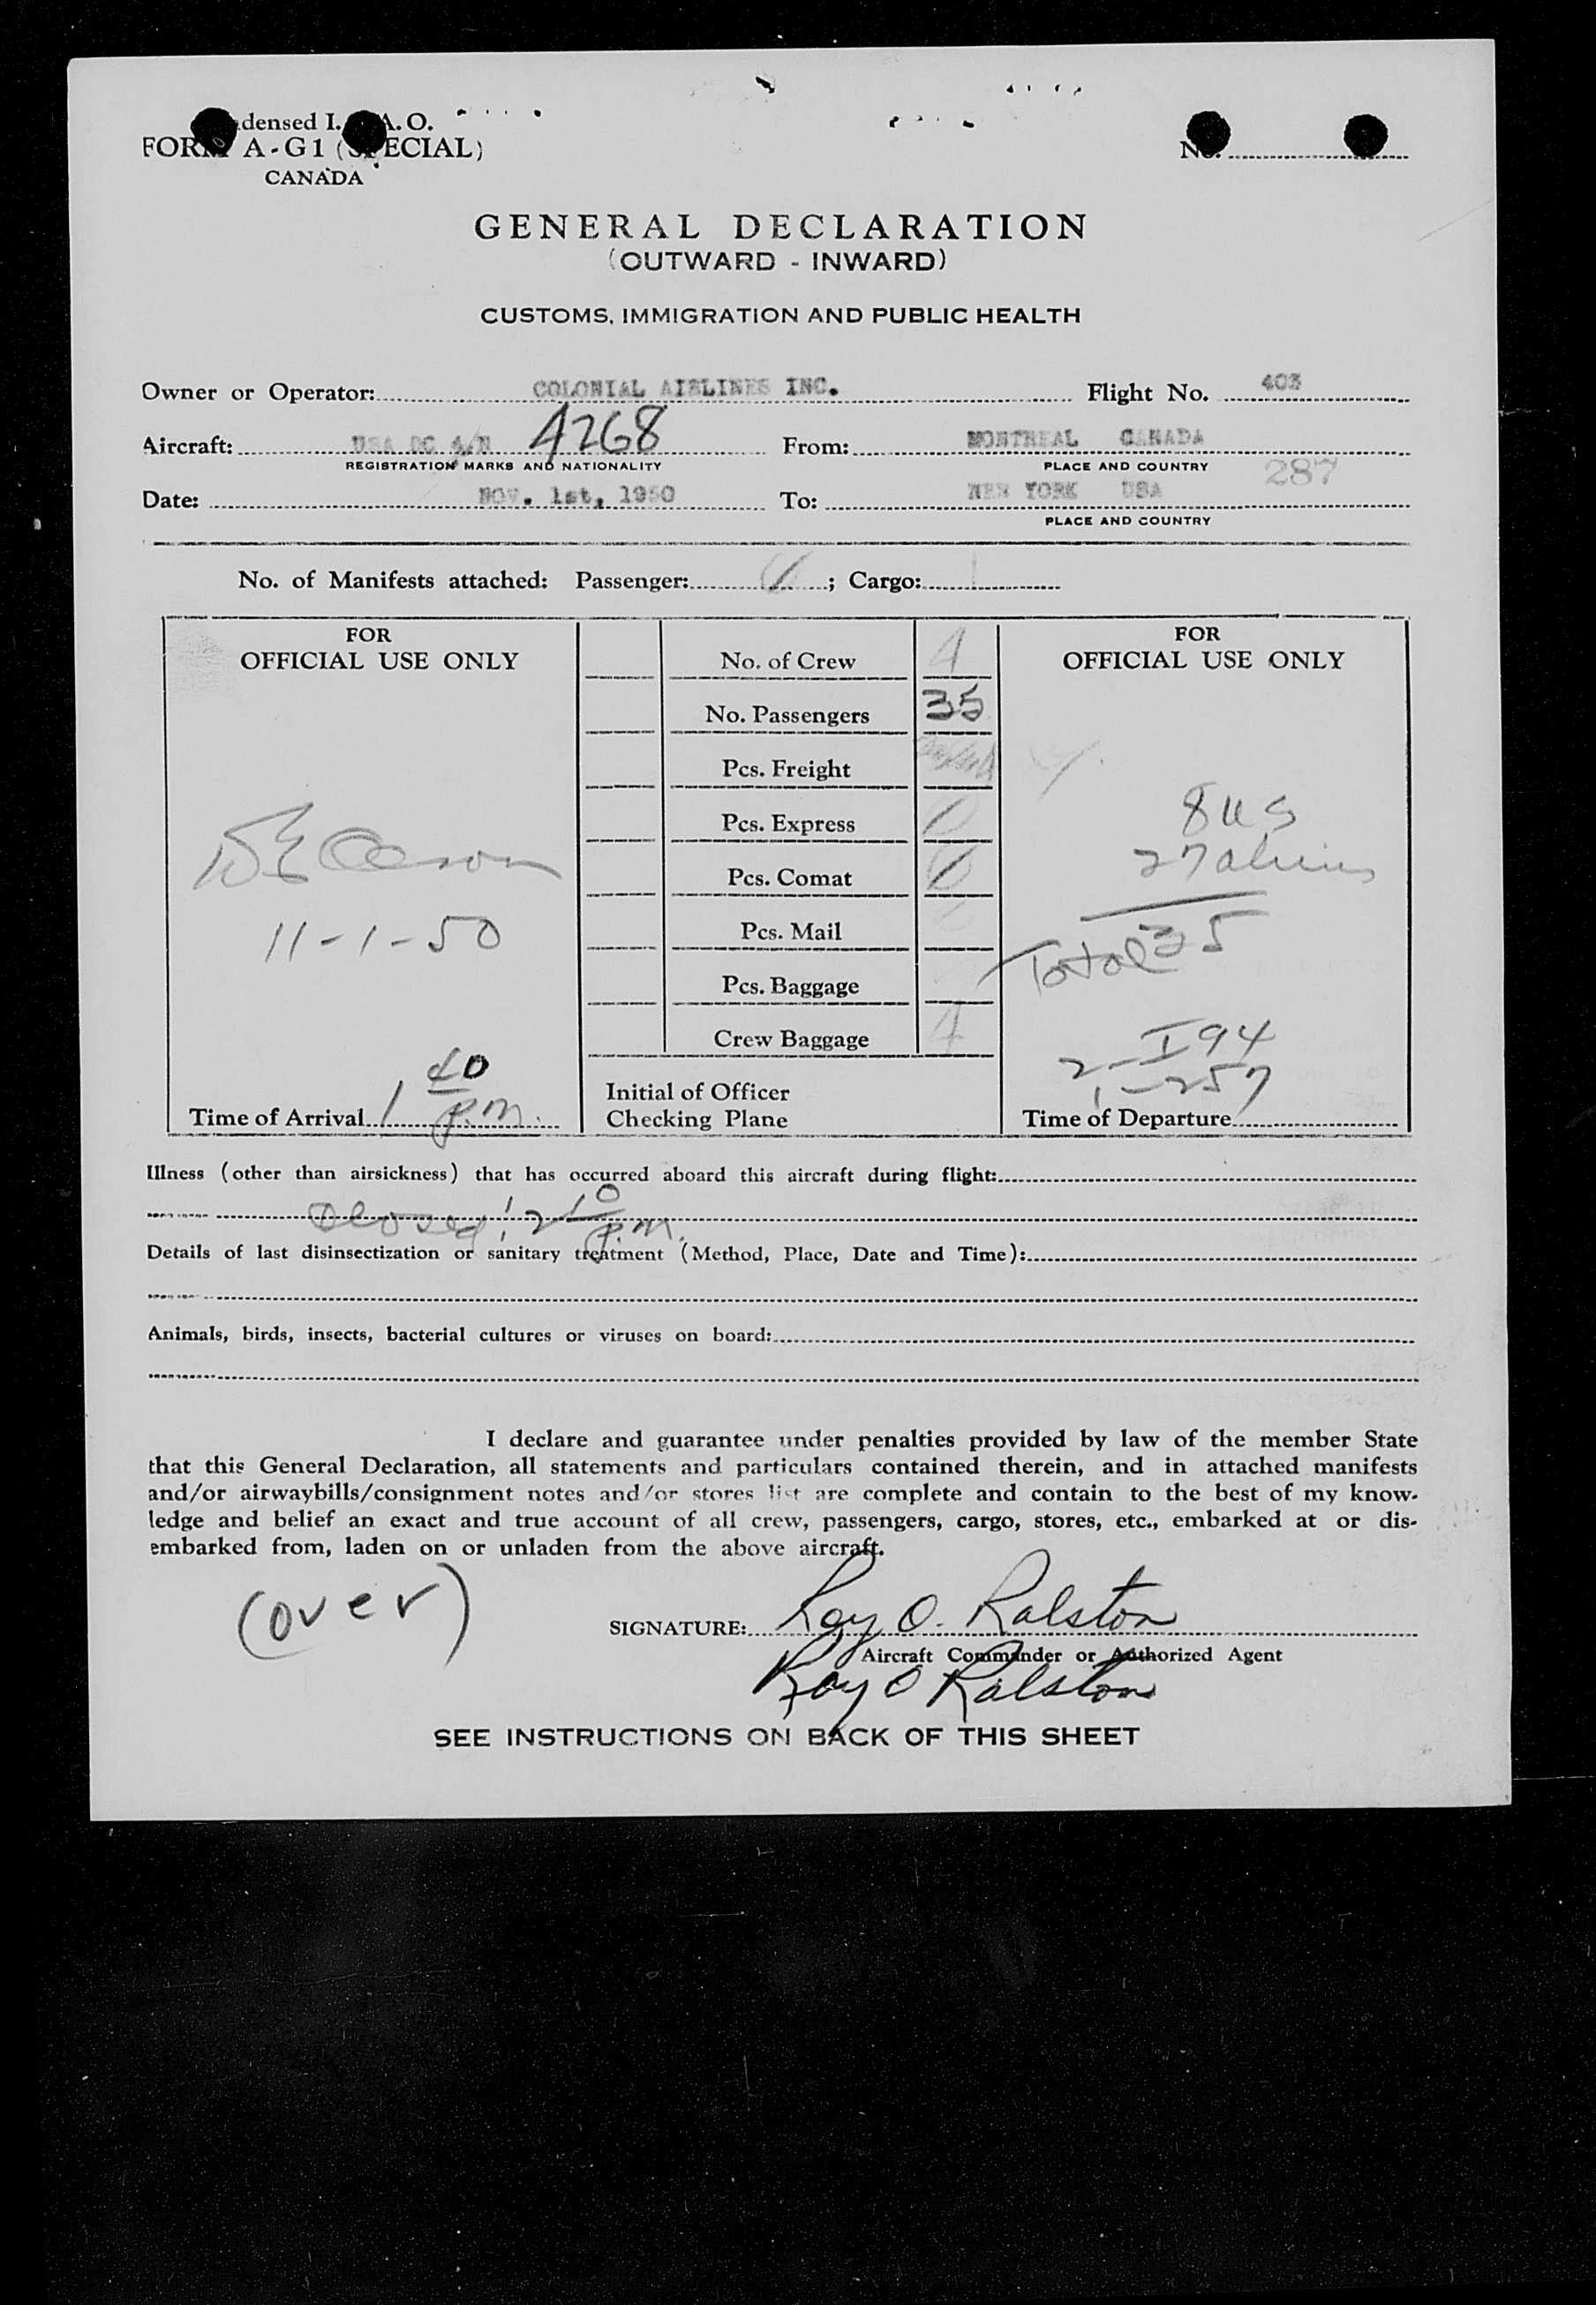 densed I. A.O.
FORM A-G1 (SPECIAL)
CANADA
No.
GENERAL DECLARATION
(OUTWARD - INWARD)
CUSTOMS, IMMIGRATION AND PUBLIC HEALTH
Owner or Operator: COLONIAL AIRLINES INC. Flight No. 403
Aircraft: USA DC 4/N 4268 From: MONTREAL CANADA
REGISTRATION MARKS AND NATIONALITY PLACE AND COUNTRY 287
Date: NOV. 1st, 1950 To: NEW YORK USA
PLACE AND COUNTRY
No. of Manifests attached: Passenger: ; Cargo:
FOR
OFFICIAL USE ONLY
11-1-50
Time of Arrival 1 40 P.M.
No. of Crew 4
No. Passengers 35
Pcs. Freight
Pcs. Express
Pcs. Comat
Pcs. Mail
Pcs. Baggage
Crew Baggage 4
Initial of Officer
Checking Plane
FOR
OFFICIAL USE ONLY
8 US
27 aliens
Total 35
2 - I 94
1 - 257
Time of Departure
Illness (other than airsickness) that has occurred aboard this aircraft during flight:
Closed 2 10 P.M.
Details of last disinsectization or sanitary treatment (Method, Place, Date and Time):
Animals, birds, insects, bacterial cultures or viruses on board:
I declare and guarantee under penalties provided by law of the member State
that this General Declaration, all statements and particulars contained therein, and in attached manifests
and/or airwaybills/consignment notes and/or stores list are complete and contain to the best of my know-
ledge and belief an exact and true account of all crew, passengers, cargo, stores, etc., embarked at or dis-
embarked from, laden on or unladen from the above aircraft.
(over)
SIGNATURE: Roy O. Ralston
Aircraft Commander or Authorized Agent
Roy O Ralston
SEE INSTRUCTIONS ON BACK OF THIS SHEET